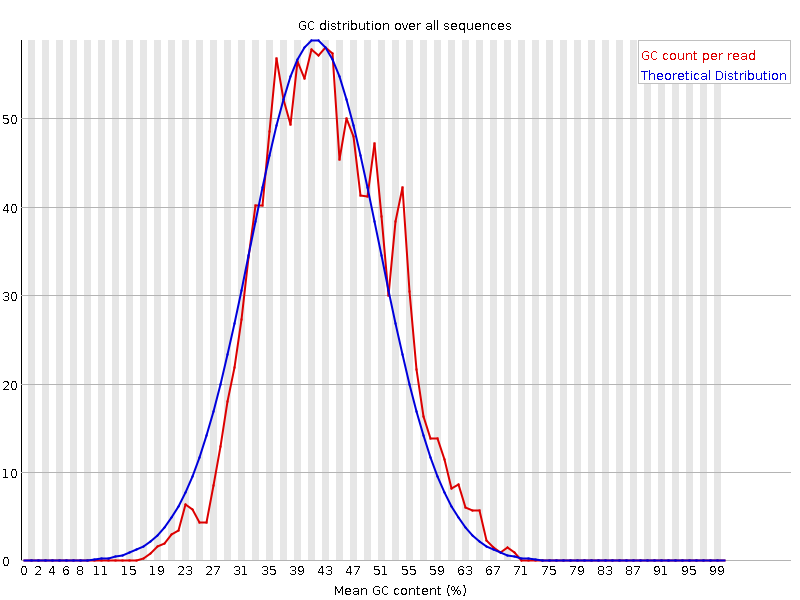 GC distribution over all sequences
GC count per read
Theoretical Distribution
50
40
30
20
10
0
0 2 4 6 8 11 15 19 23 27 31 35 39 43 47 51 55 59 63 67 71 75 79 83 87 91 95 99
Mean GC content (%)